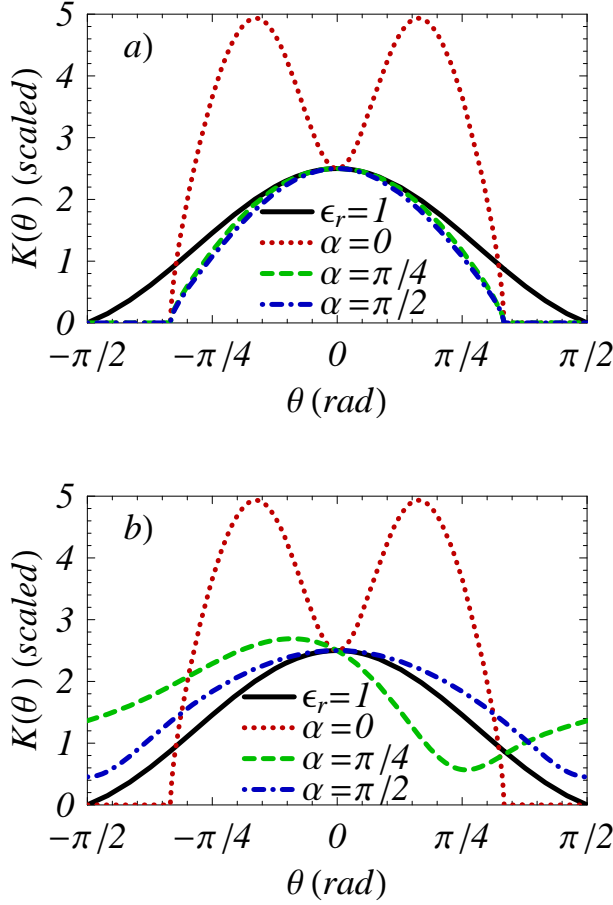 a)
K(θ) (scaled)
5
4
3
2
1
0
ϵr=1
α=0
α=π/4
α=π/2
−π/2 −π/4 0 π/4 π/2
θ (rad)
b)
K(θ) (scaled)
5
4
3
2
1
0
ϵr=1
α=0
α=π/4
α=π/2
−π/2 −π/4 0 π/4 π/2
θ (rad)